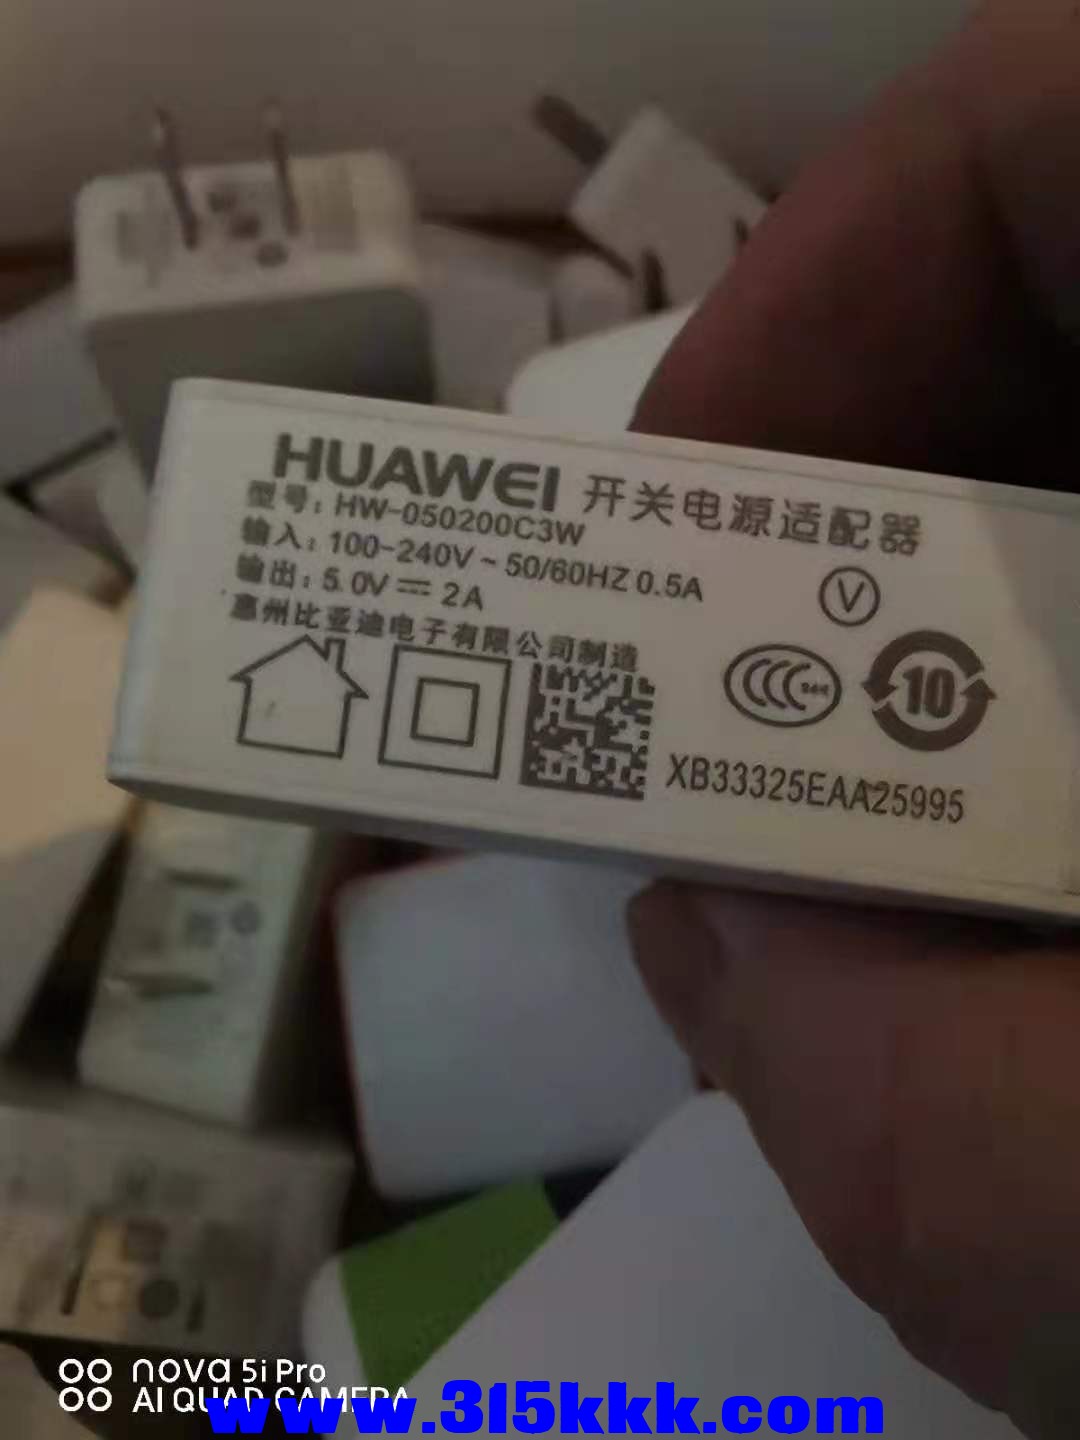 HUAWEI 开关电源适配器
型号：HW-050200C3W
输入：100-240V ~ 50/60HZ 0.5A
输出：5.0V ⎓ 2A
惠州比亚迪电子有限公司制造
V
CCC
10
XB33325EAA25995
nova 5i Pro
AI QUAD CAMERA
www.315kkk.com